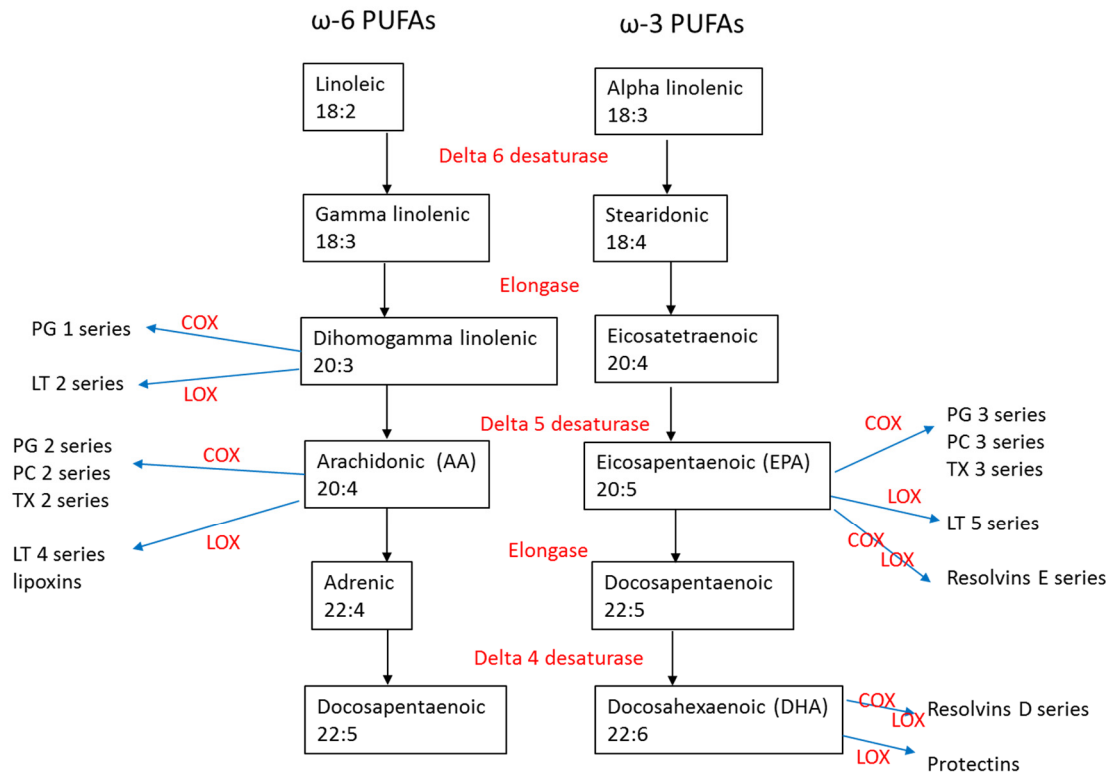 ω-6 PUFAs
ω-3 PUFAs
Linoleic
18:2
Alpha linolenic
18:3
Delta 6 desaturase
Gamma linolenic
18:3
Stearidonic
18:4
Elongase
PG 1 series
COX
LT 2 series
LOX
Dihomogamma linolenic
20:3
Eicosatetraenoic
20:4
Delta 5 desaturase
PG 2 series
PC 2 series
TX 2 series
COX
LT 4 series
lipoxins
LOX
Arachidonic (AA)
20:4
Eicosapentaenoic (EPA)
20:5
COX
PG 3 series
PC 3 series
TX 3 series
LOX
LT 5 series
COX
LOX
Resolvins E series
Elongase
Adrenic
22:4
Docosapentaenoic
22:5
Delta 4 desaturase
Docosapentaenoic
22:5
Docosahexaenoic (DHA)
22:6
COX
LOX
Resolvins D series
LOX
Protectins